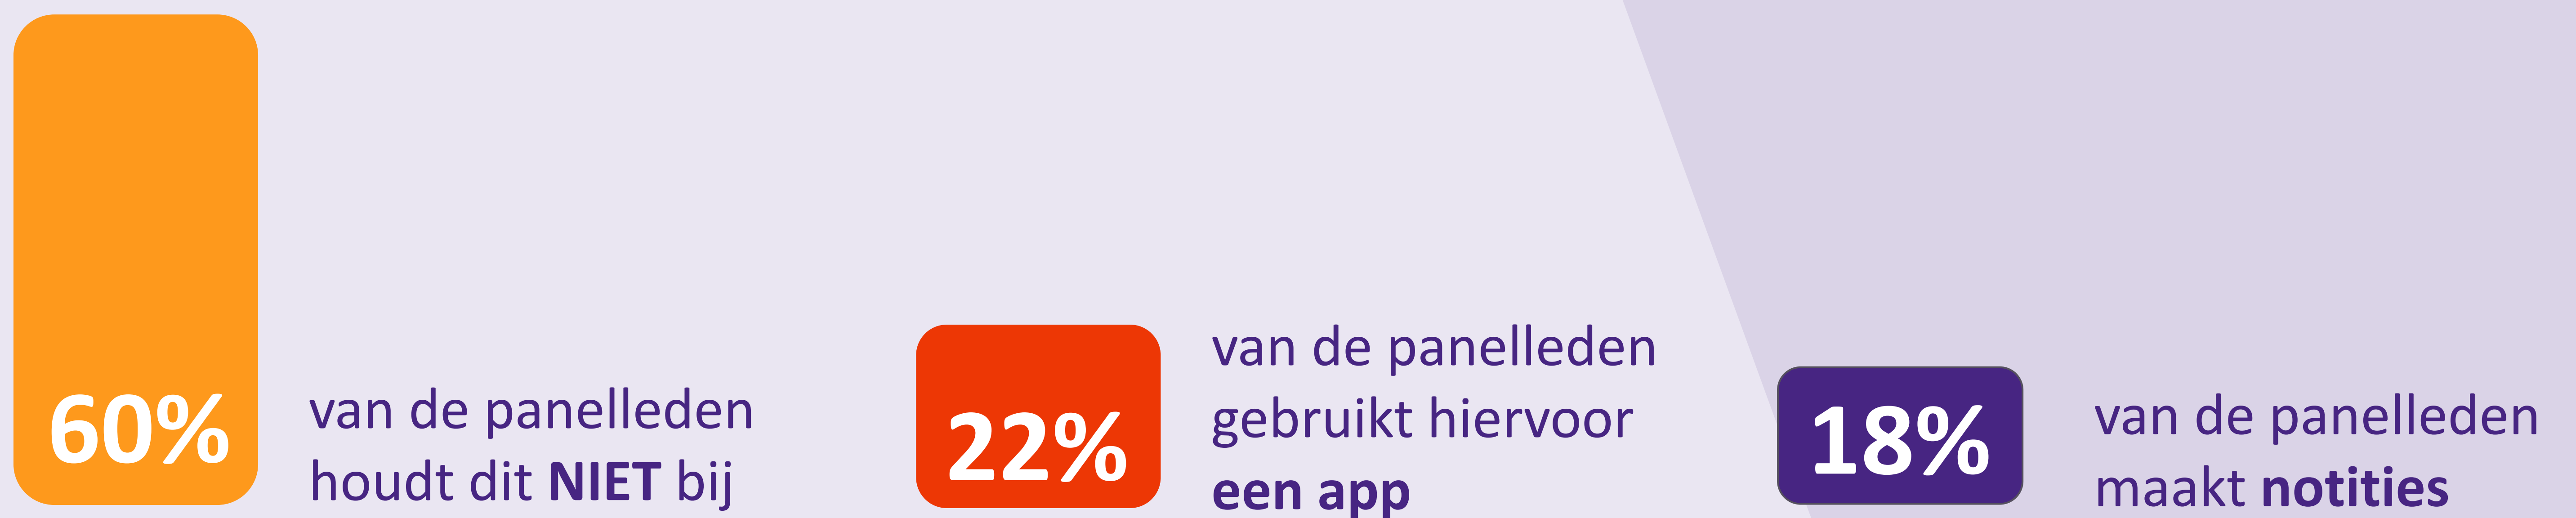 60%
van de panelleden
houdt dit NIET bij
22%
van de panelleden
gebruikt hiervoor
een app
18%
van de panelleden
maakt notities